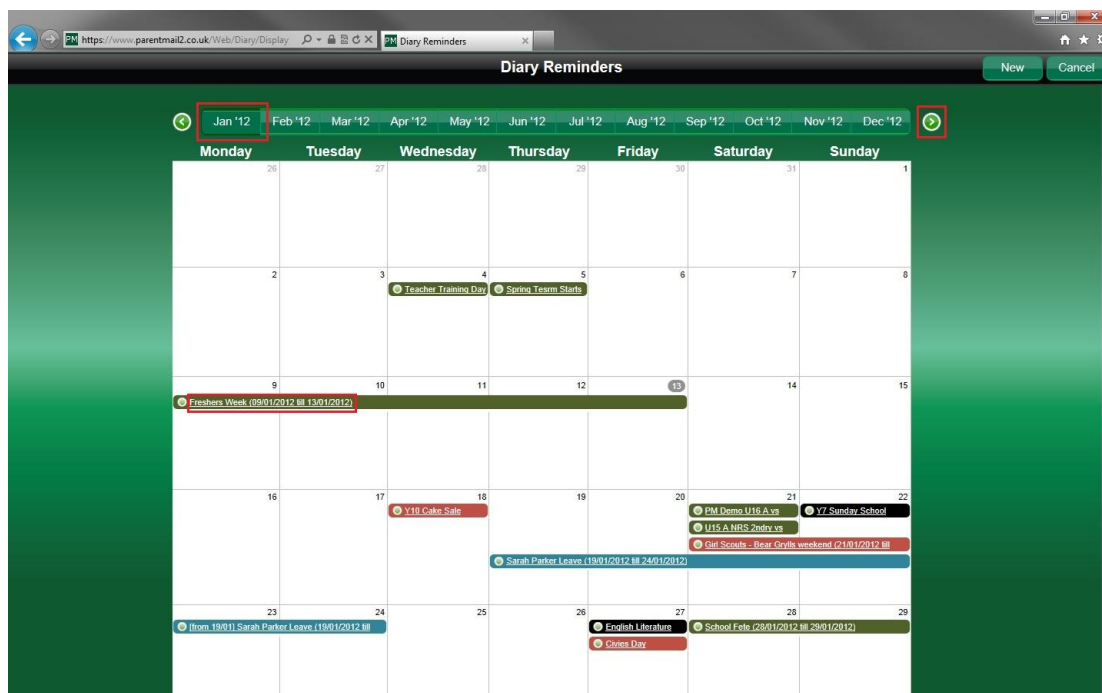 https://www.parentmail2.co.uk/Web/Diary/Display PM Diary Reminders
Diary Reminders New Cancel
Jan '12 Feb '12 Mar '12 Apr '12 May '12 Jun '12 Jul '12 Aug '12 Sep '12 Oct '12 Nov '12 Dec '12
Monday Tuesday Wednesday Thursday Friday Saturday Sunday
26 27 28 29 30 31 1
2 3 4 5 6 7 8
Teacher Training Day Spring Tesrm Starts
9 10 11 12 13 14 15
Freshers Week (09/01/2012 till 13/01/2012)
16 17 18 19 20 21 22
Y10 Cake Sale PM Demo U16 A vs Y7 Sunday School
U15 A NRS 2ndry vs
Girl Scouts - Bear Grylls weekend (21/01/2012 till
Sarah Parker Leave (19/01/2012 till 24/01/2012)
23 24 25 26 27 28 29
[from 19/01] Sarah Parker Leave (19/01/2012 till English Literature School Fete (28/01/2012 till 29/01/2012)
Civies Day